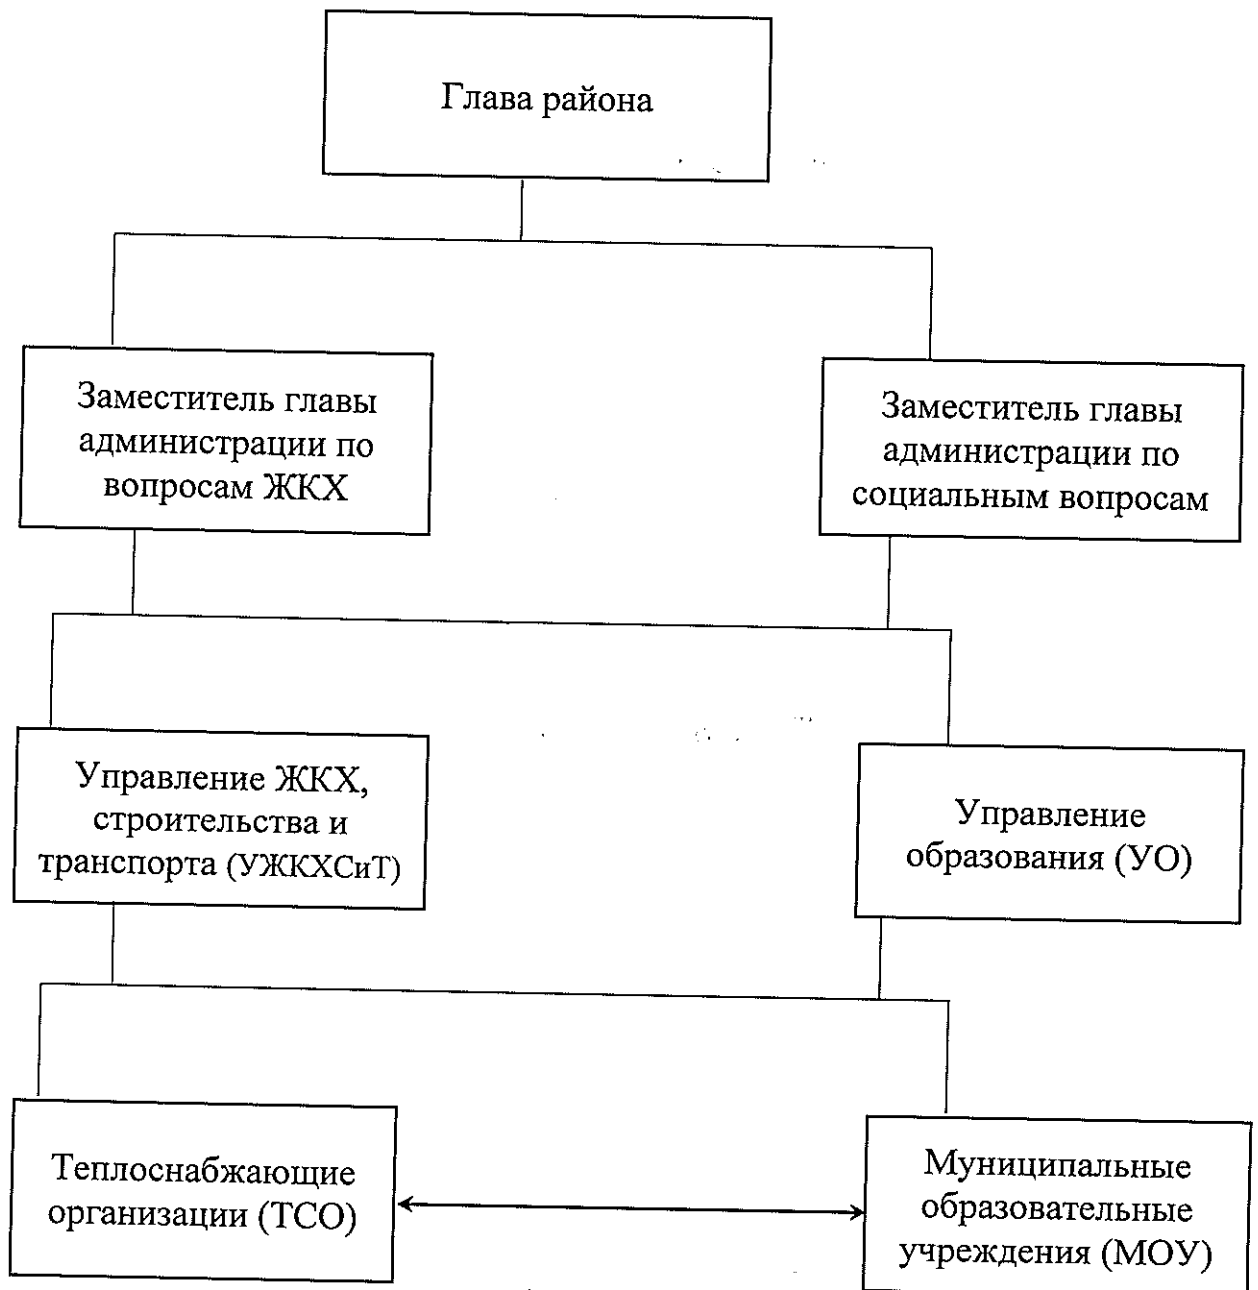 Глава района
Заместитель главы
администрации по
вопросам ЖКХ
Заместитель главы
администрации по
социальным вопросам
Управление ЖКХ,
строительства и
транспорта (УЖКХСиТ)
Управление
образования (УО)
Теплоснабжающие
организации (ТСО)
Муниципальные
образовательные
учреждения (МОУ)